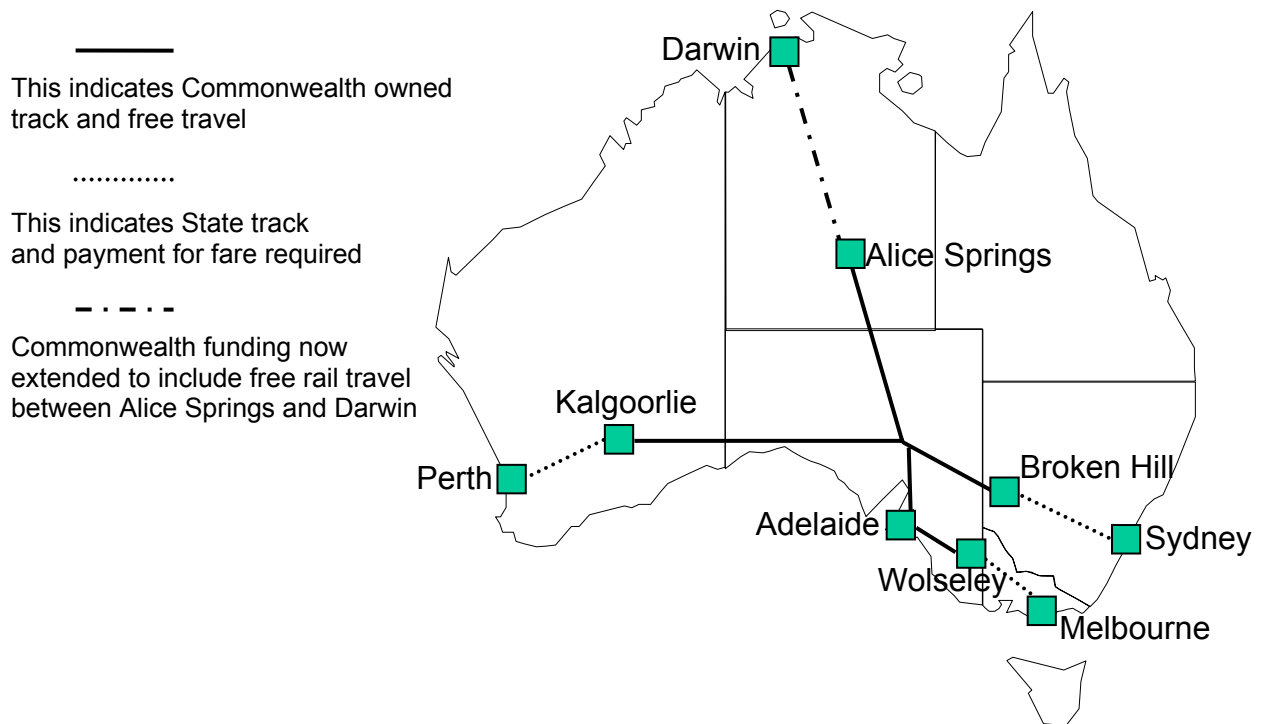 This indicates Commonwealth owned
track and free travel
This indicates State track
and payment for fare required
Commonwealth funding now
extended to include free rail travel
between Alice Springs and Darwin
Darwin
Alice Springs
Kalgoorlie
Perth
Broken Hill
Adelaide
Sydney
Wolseley
Melbourne